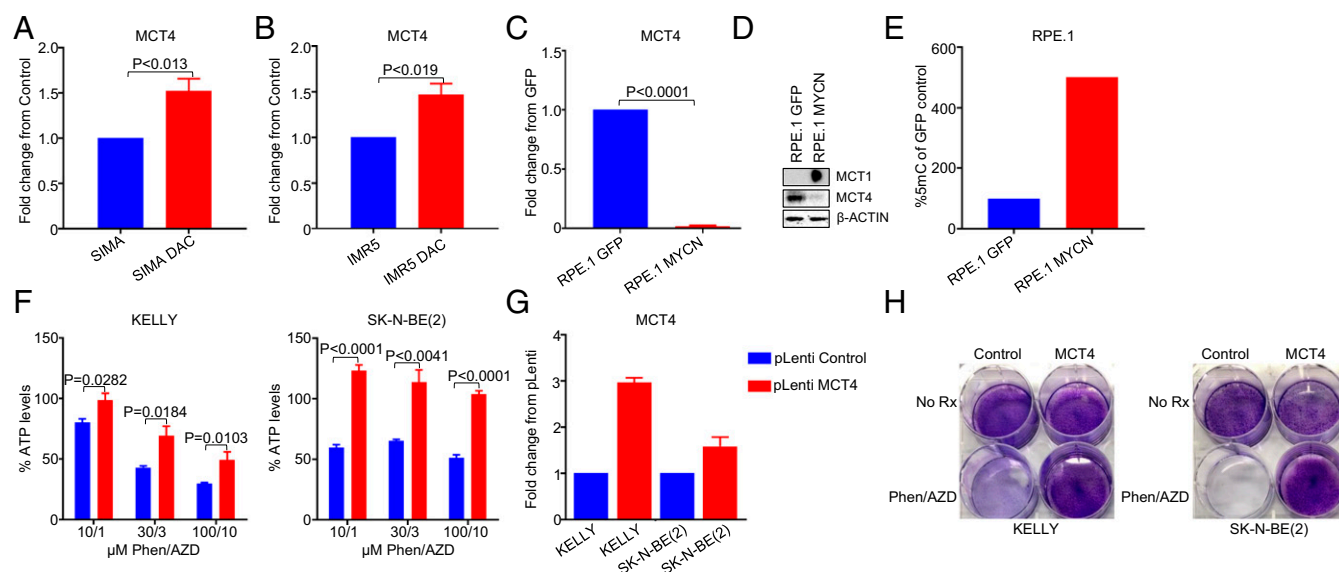 A
MCT4
Fold change from Control
2.0
1.5
1.0
0.5
0.0
P<0.013
SIMA
SIMA DAC
B
MCT4
Fold change from Control
2.0
1.5
1.0
0.5
0.0
P<0.019
IMR5
IMR5 DAC
C
MCT4
Fold change from GFP
1.5
1.0
0.5
0.0
P<0.0001
RPE.1 GFP
RPE.1 MYCN
D
RPE.1 GFP
RPE.1 MYCN
MCT1
MCT4
β-ACTIN
E
RPE.1
%5mC of GFP control
600
400
200
0
RPE.1 GFP
RPE.1 MYCN
F
KELLY
% ATP levels
150
100
50
0
P=0.0282
P=0.0184
P=0.0103
10/1
30/3
100/10
µM Phen/AZD
SK-N-BE(2)
% ATP levels
150
100
50
0
P<0.0001
P<0.0041
P<0.0001
10/1
30/3
100/10
µM Phen/AZD
G
MCT4
Fold change from pLenti
4
3
2
1
0
KELLY
KELLY
SK-N-BE(2)
SK-N-BE(2)
pLenti Control
pLenti MCT4
H
Control
MCT4
No Rx
Phen/AZD
KELLY
Control
MCT4
No Rx
Phen/AZD
SK-N-BE(2)